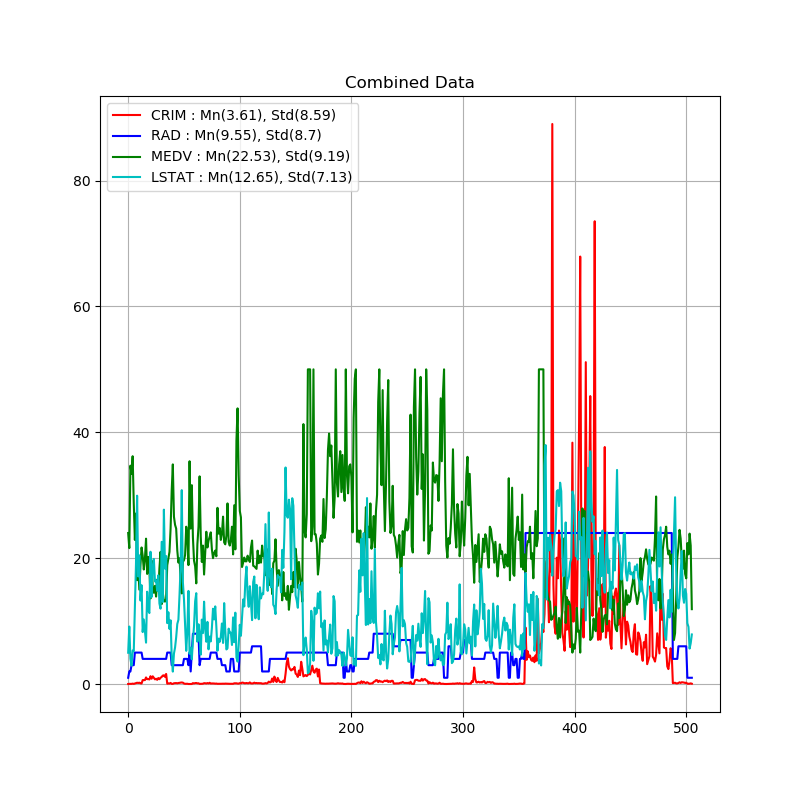 Combined Data
CRIM : Mn(3.61), Std(8.59)
RAD : Mn(9.55), Std(8.7)
MEDV : Mn(22.53), Std(9.19)
LSTAT : Mn(12.65), Std(7.13)
80
60
40
20
0
0 100 200 300 400 500